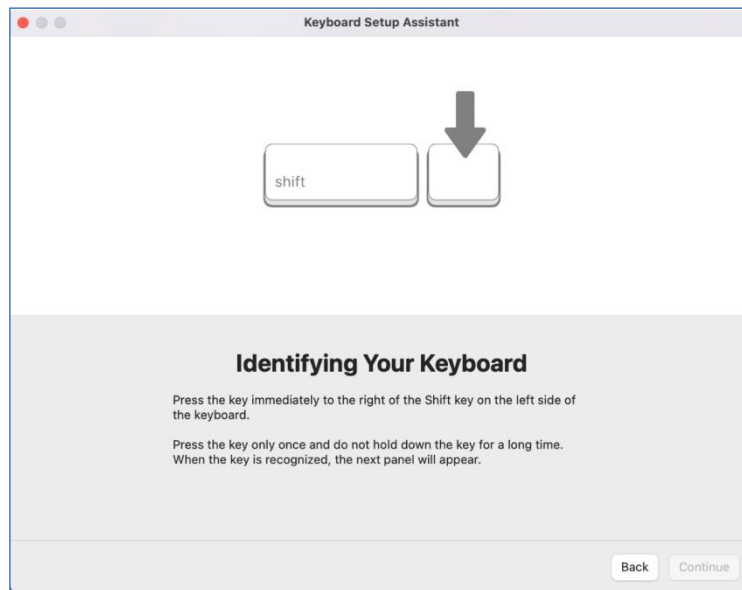 Keyboard Setup Assistant
shift
Identifying Your Keyboard
Press the key immediately to the right of the Shift key on the left side of
the keyboard.
Press the key only once and do not hold down the key for a long time.
When the key is recognized, the next panel will appear.
Back
Continue